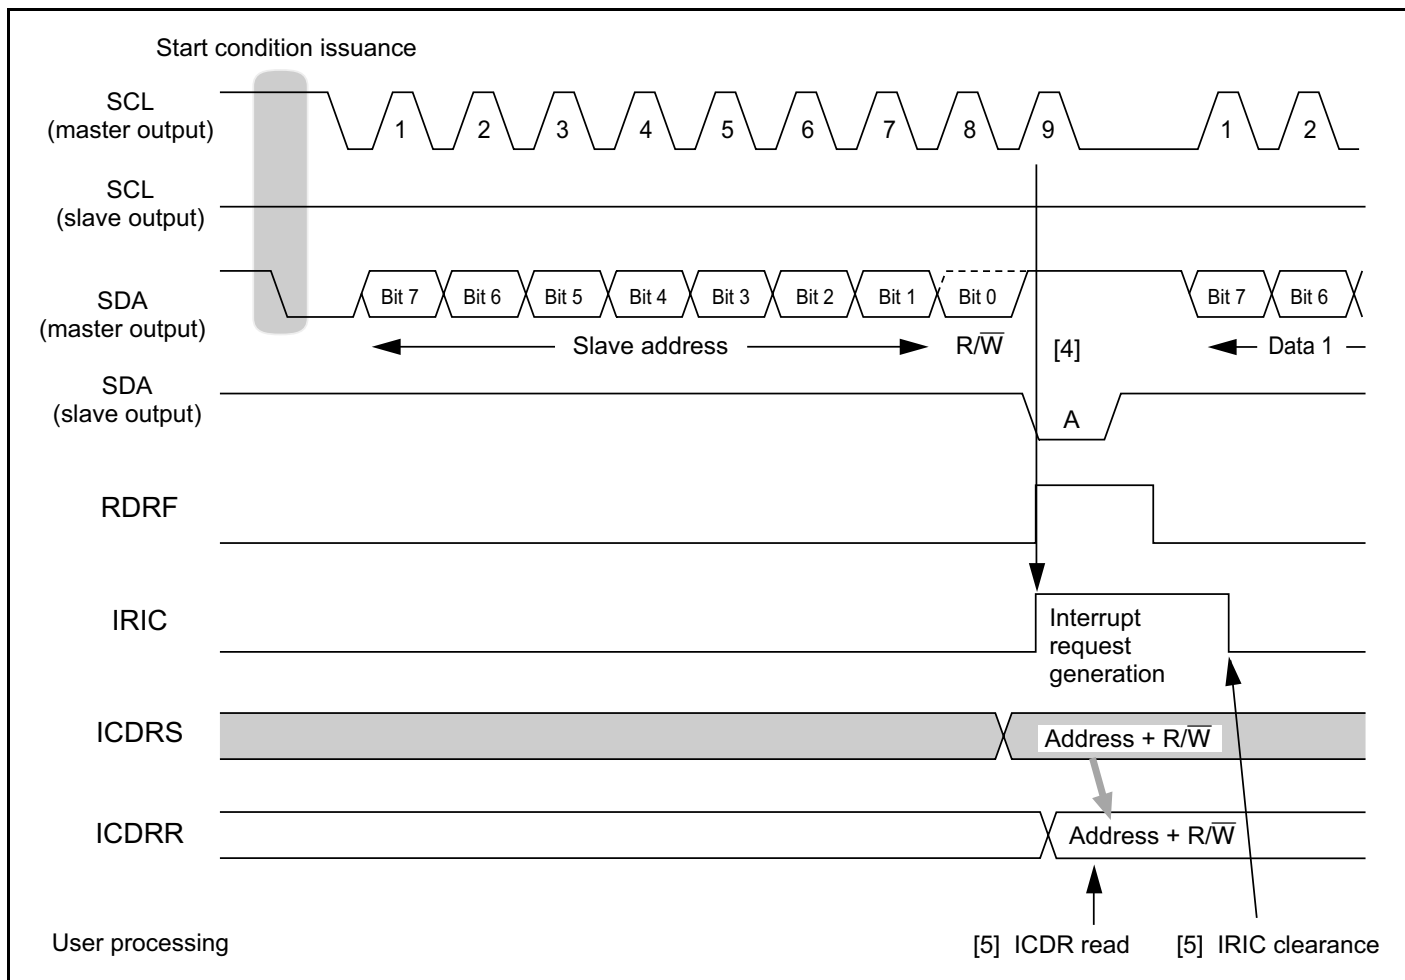 Start condition issuance
SCL
(master output)
1 2 3 4 5 6 7 8 9 1 2
SCL
(slave output)
SDA
(master output)
Bit 7 Bit 6 Bit 5 Bit 4 Bit 3 Bit 2 Bit 1 Bit 0 Bit 7 Bit 6
Slave address R/W̅ [4] Data 1
SDA
(slave output)
A
RDRF
IRIC
Interrupt
request
generation
ICDRS
Address + R/W̅
ICDRR
Address + R/W̅
User processing
[5] ICDR read [5] IRIC clearance